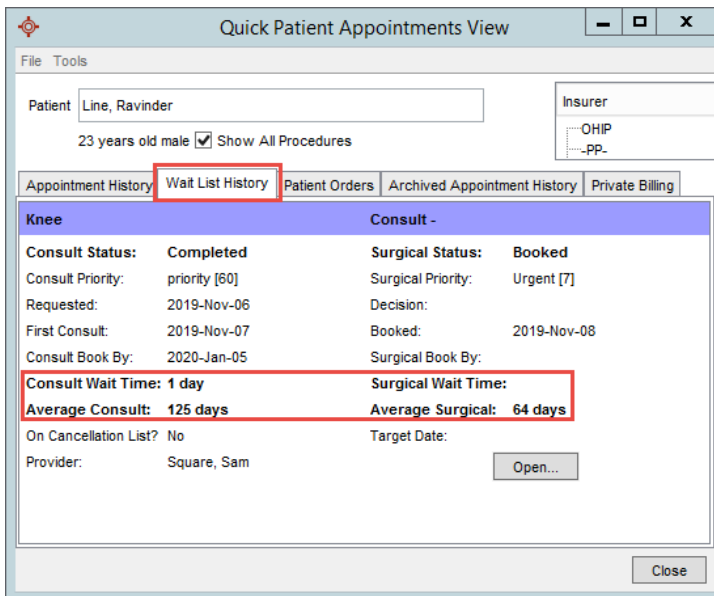 Quick Patient Appointments View
File Tools
Patient Line, Ravinder
Insurer
OHIP
-PP-
23 years old male Show All Procedures
Appointment History Wait List History Patient Orders Archived Appointment History Private Billing
Knee Consult -
Consult Status: Completed Surgical Status: Booked
Consult Priority: priority [60] Surgical Priority: Urgent [7]
Requested: 2019-Nov-06 Decision:
First Consult: 2019-Nov-07 Booked: 2019-Nov-08
Consult Book By: 2020-Jan-05 Surgical Book By:
Consult Wait Time: 1 day Surgical Wait Time:
Average Consult: 125 days Average Surgical: 64 days
On Cancellation List? No Target Date:
Provider: Square, Sam Open...
Close